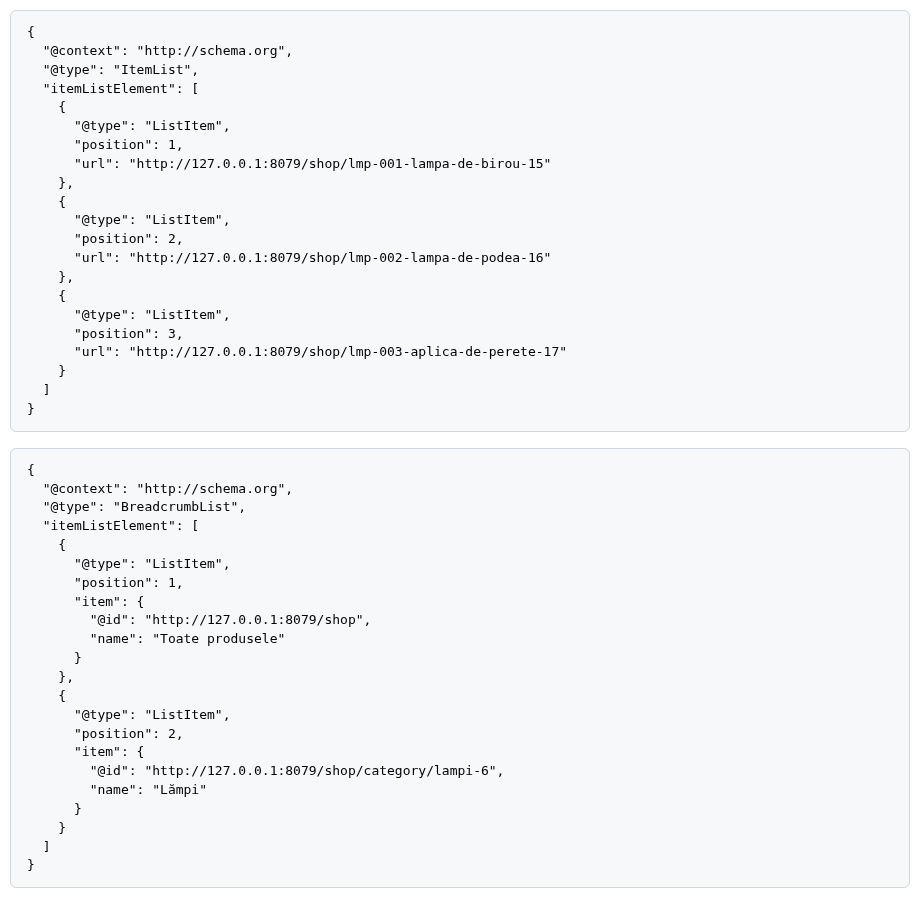 {
  "@context": "http://schema.org",
  "@type": "ItemList",
  "itemListElement": [
    {
      "@type": "ListItem",
      "position": 1,
      "url": "http://127.0.0.1:8079/shop/lmp-001-lampa-de-birou-15"
    },
    {
      "@type": "ListItem",
      "position": 2,
      "url": "http://127.0.0.1:8079/shop/lmp-002-lampa-de-podea-16"
    },
    {
      "@type": "ListItem",
      "position": 3,
      "url": "http://127.0.0.1:8079/shop/lmp-003-aplica-de-perete-17"
    }
  ]
}
{
  "@context": "http://schema.org",
  "@type": "BreadcrumbList",
  "itemListElement": [
    {
      "@type": "ListItem",
      "position": 1,
      "item": {
        "@id": "http://127.0.0.1:8079/shop",
        "name": "Toate produsele"
      }
    },
    {
      "@type": "ListItem",
      "position": 2,
      "item": {
        "@id": "http://127.0.0.1:8079/shop/category/lampi-6",
        "name": "Lămpi"
      }
    }
  ]
}